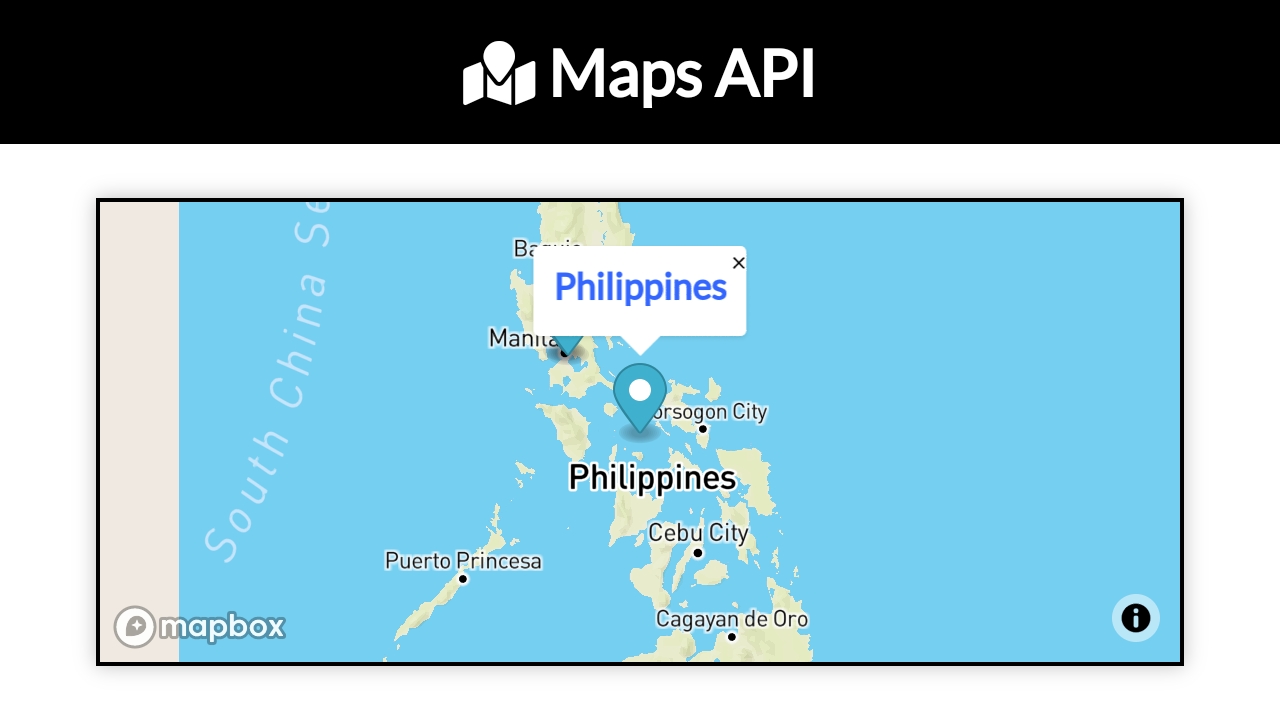 Maps API
South China Se
Baguio
Philippines
×
Manila
orsogon City
Philippines
Cebu City
Puerto Princesa
Cagayan de Oro
mapbox